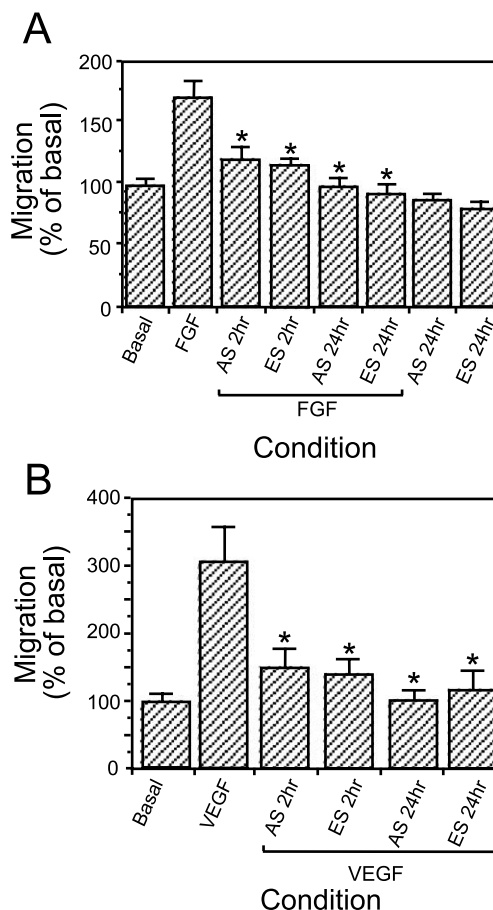 A
Migration
(% of basal)
200
150
100
50
0
Basal
FGF
AS 2hr
ES 2hr
AS 24hr
ES 24hr
AS 24hr
ES 24hr
* * * *
FGF
Condition
B
Migration
(% of basal)
400
300
150
100
0
Basal
VEGF
AS 2hr
ES 2hr
AS 24hr
ES 24hr
* * * *
VEGF
Condition